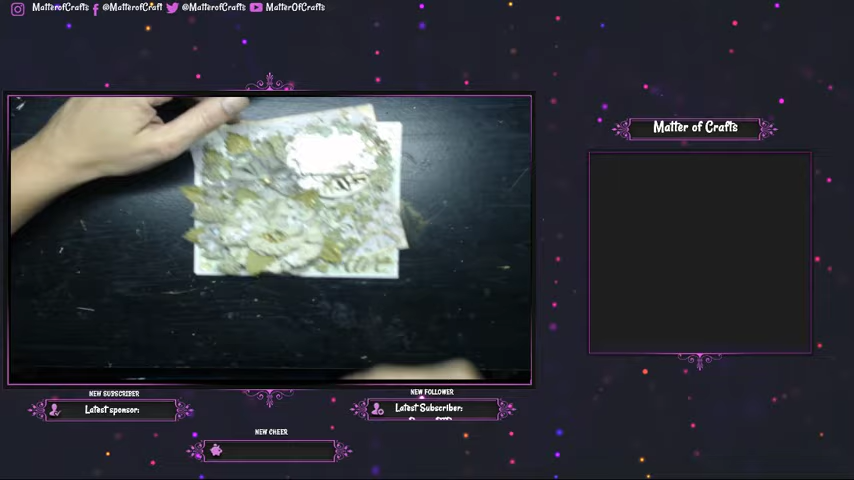 MatterofCrafts @MatterofCraft @MatterofCrafts MatterOfCrafts
Matter of Crafts
NEW SUBSCRIBER
Latest sponsor:
NEW FOLLOWER
Latest Subscriber:
NEW CHEER